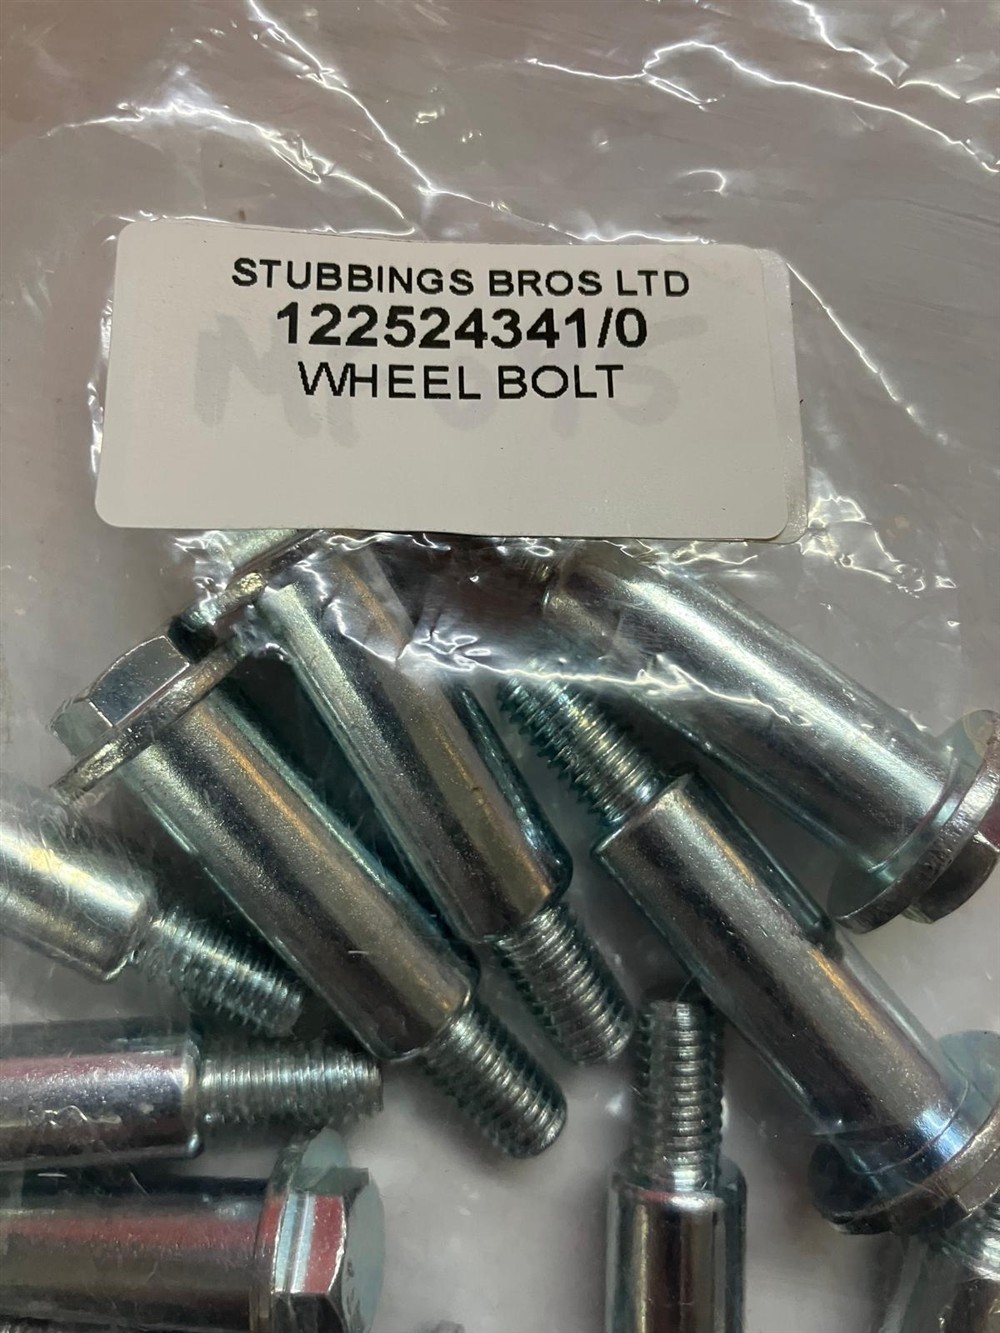 STUBBINGS BROS LTD
122524341/0
WHEEL BOLT